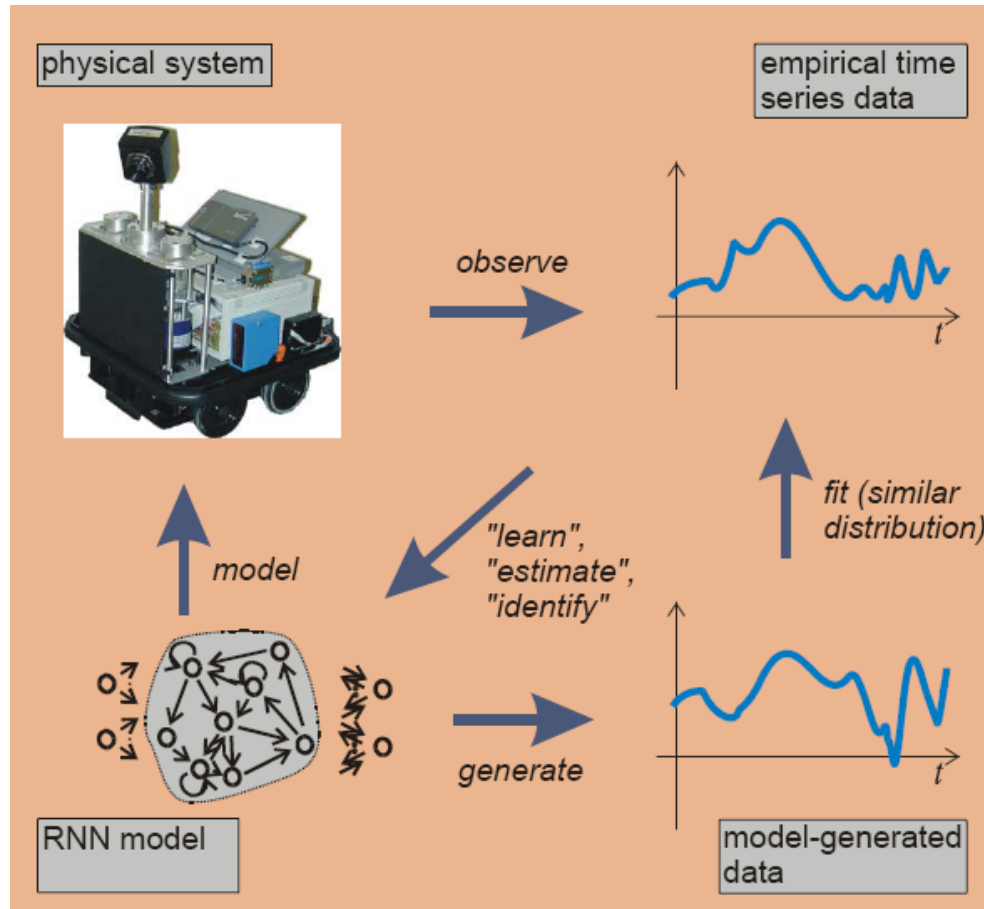 physical system
empirical time
series data
observe
t
"learn",
"estimate",
"identify"
fit (similar
distribution)
model
generate
t
RNN model
model-generated
data